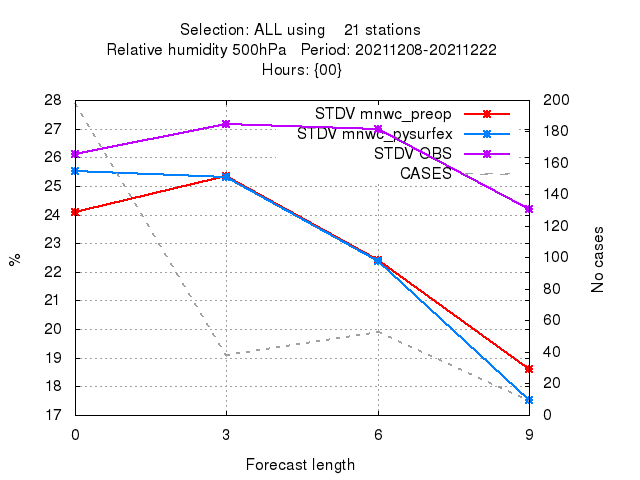 Selection: ALL using    21 stations
Relative humidity 500hPa   Period: 20211208-20211222
Hours: {00}
STDV mnwc_preop
STDV mnwc_pysurfex
STDV OBS
CASES
28
27
26
25
24
23
22
21
20
19
18
17
200
180
160
140
120
100
80
60
40
20
0
%
No cases
0 3 6 9
Forecast length